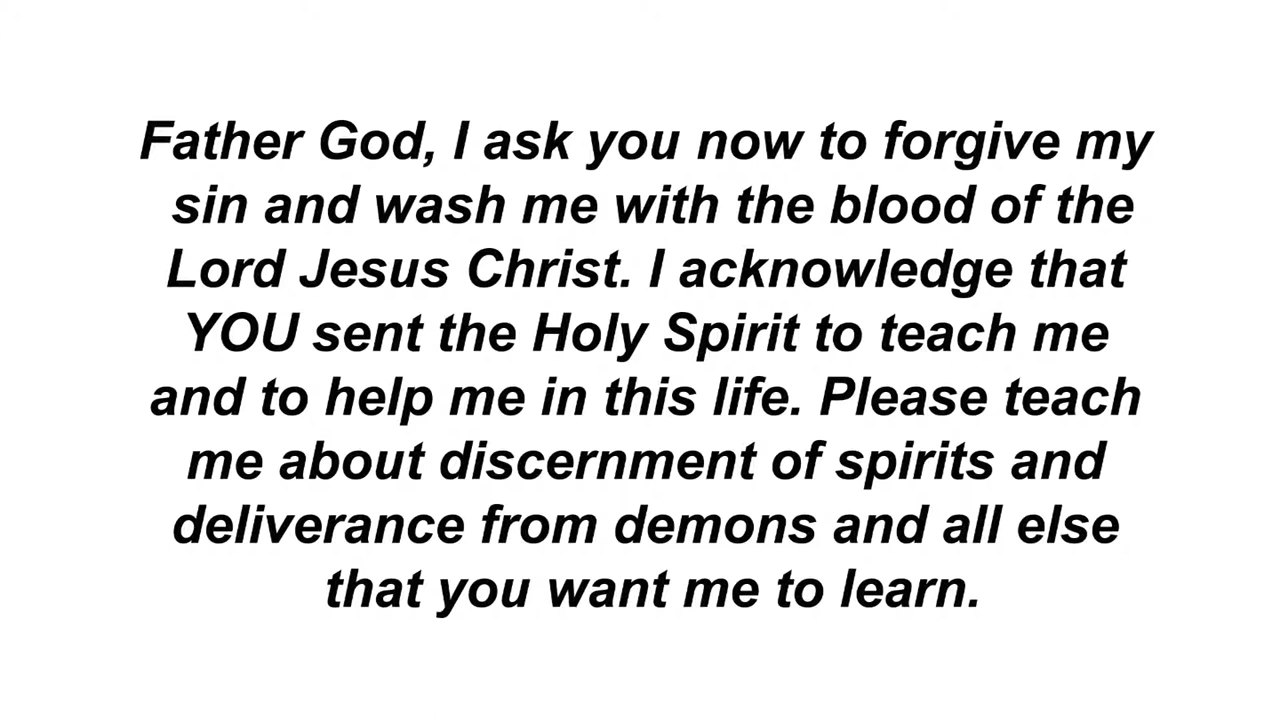 Father God, I ask you now to forgive my
sin and wash me with the blood of the
Lord Jesus Christ. I acknowledge that
YOU sent the Holy Spirit to teach me
and to help me in this life. Please teach
me about discernment of spirits and
deliverance from demons and all else
that you want me to learn.